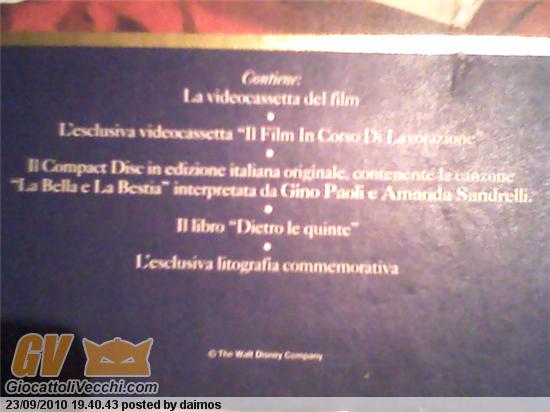 Contiene:
La videocassetta del film
L'esclusiva videocassetta "Il Film In Corso Di Lavorazione"
Il Compact Disc in edizione italiana originale, contenente la canzone
"La Bella e La Bestia" interpretata da Gino Paoli e Amanda Sandrelli.
Il libro "Dietro le quinte"
L'esclusiva litografia commemorativa
© The Walt Disney Company
GV
GiocattoliVecchi.com
23/09/2010 19.40.43 posted by daimos